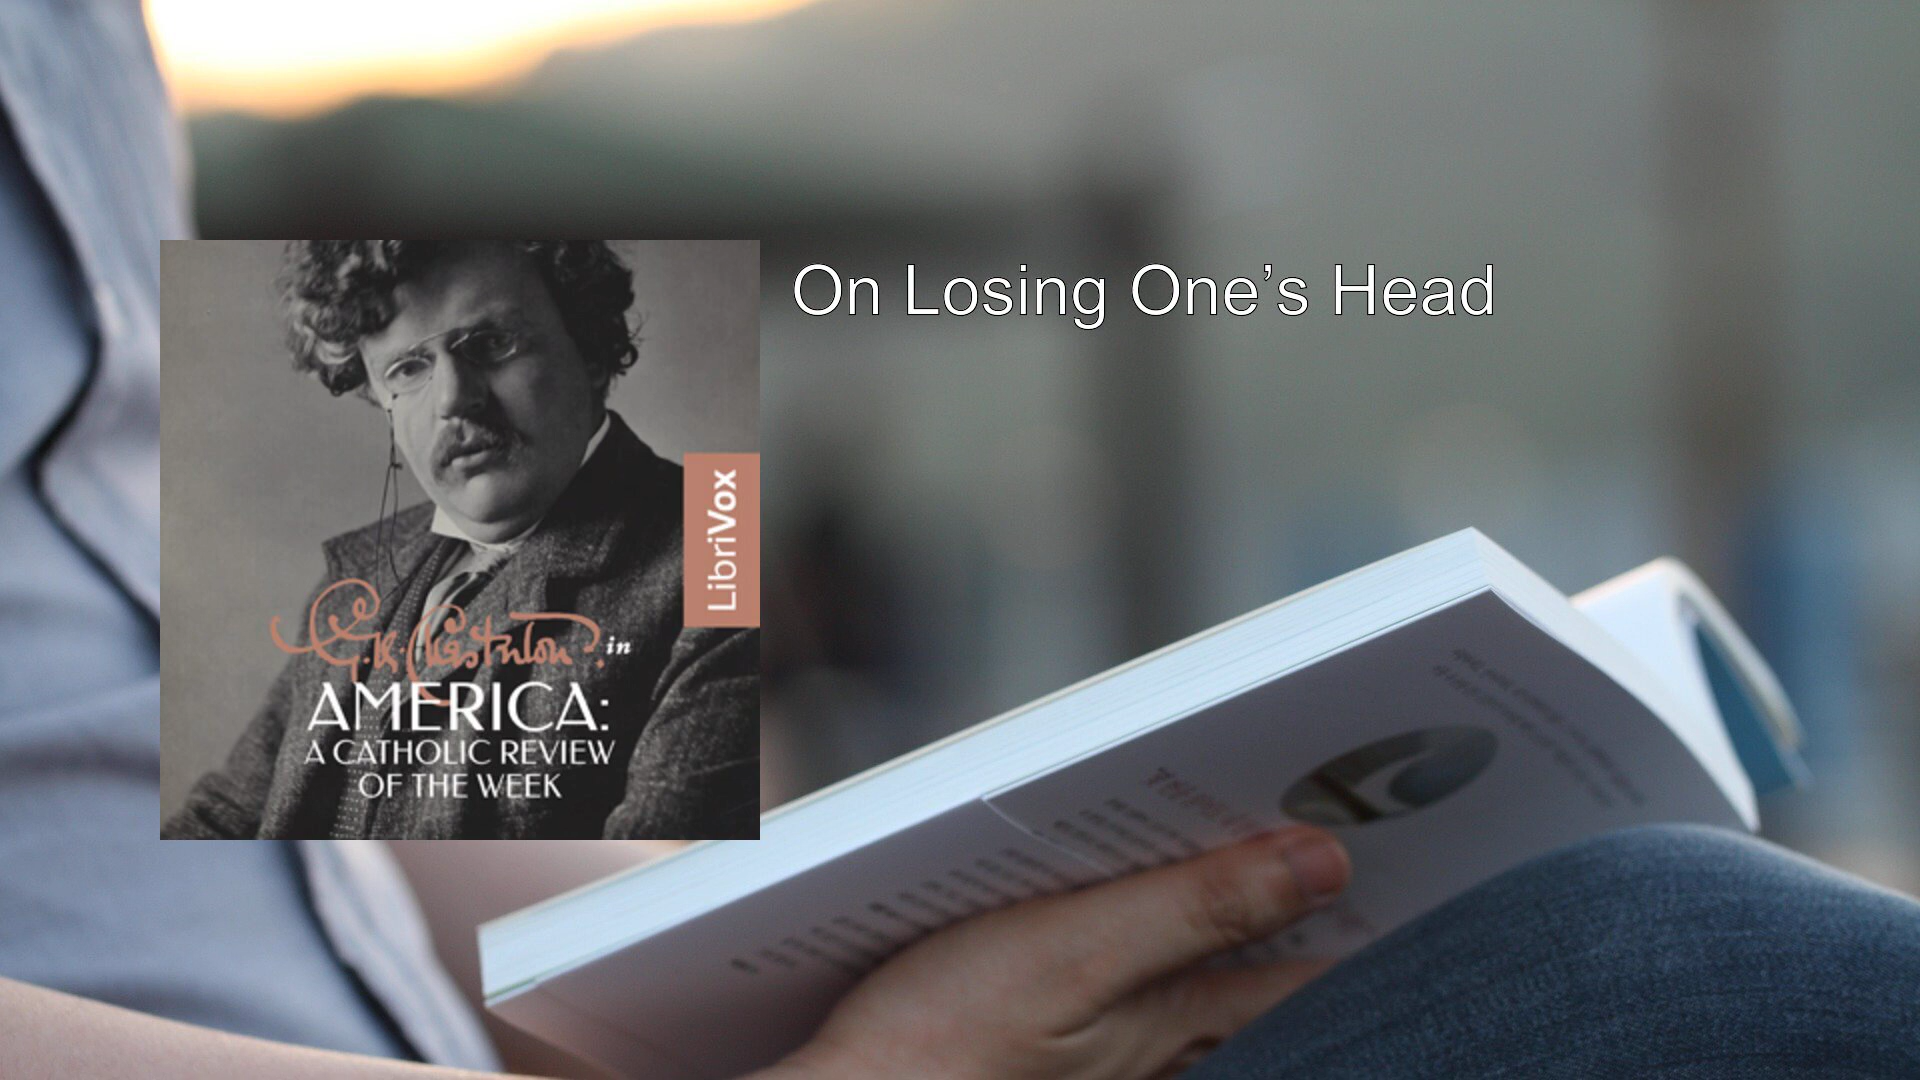 On Losing One’s Head
LibriVox
G.K. Chesterton in
AMERICA:
A CATHOLIC REVIEW
OF THE WEEK